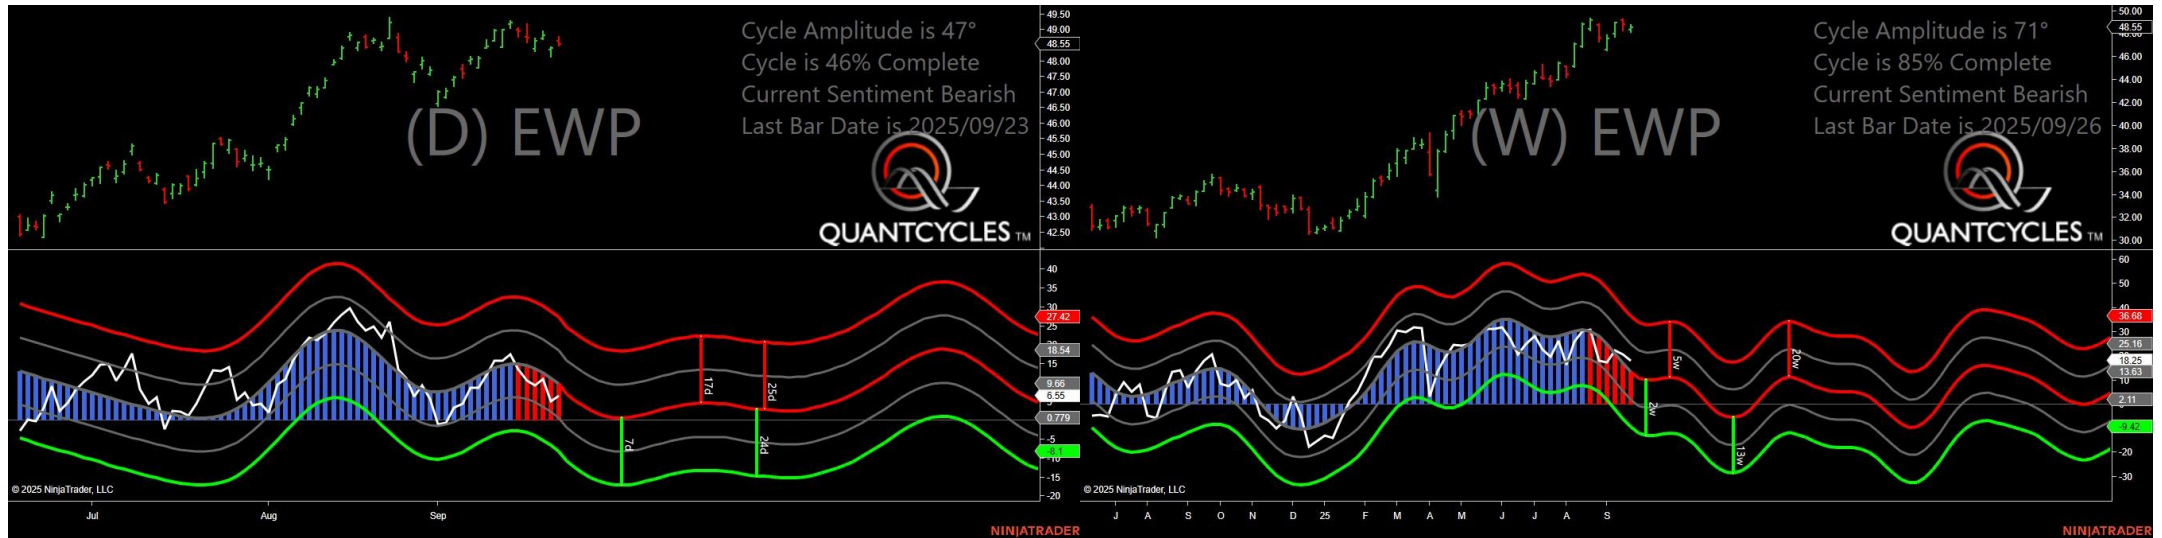 Cycle Amplitude is 47°
Cycle is 46% Complete
Current Sentiment Bearish
Last Bar Date is 2025/09/23
(D) EWP
QUANTCYCLES TM
49.50
49.00
48.55
48.00
47.50
47.00
46.50
46.00
45.50
45.00
44.50
44.00
43.50
43.00
42.50
40
35
30
27.42
25
18.54
15
9.66
6.55
0.779
-5
-8.1
-10
-15
-20
7d
17d
24d
25d
© 2025 NinjaTrader, LLC
Jul Aug Sep
NINJATRADER
Cycle Amplitude is 71°
Cycle is 85% Complete
Current Sentiment Bearish
Last Bar Date is 2025/09/26
(W) EWP
QUANTCYCLES TM
50.00
48.55
46.00
44.00
42.00
40.00
38.00
36.00
34.00
32.00
30.00
60
50
40
36.68
30
25.16
18.25
13.63
10
2.11
-9.42
-20
-30
2w
5w
13w
20w
© 2025 NinjaTrader, LLC
J A S O N D 25 F M A M J J A S
NINJATRADER